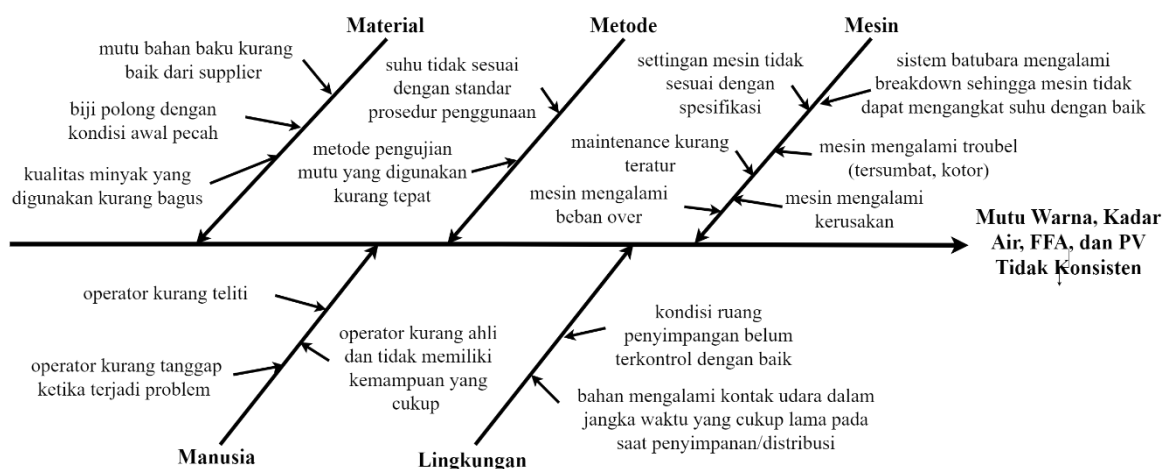 Material
mutu bahan baku kurang
baik dari supplier
biji polong dengan
kondisi awal pecah
kualitas minyak yang
digunakan kurang bagus
Metode
suhu tidak sesuai
dengan standar
prosedur penggunaan
metode pengujian
mutu yang digunakan
kurang tepat
Mesin
settingan mesin tidak
sesuai dengan
spesifikasi
sistem batubara mengalami
breakdown sehingga mesin tidak
dapat mengangkat suhu dengan baik
maintenance kurang
teratur
mesin mengalami troubel
(tersumbat, kotor)
mesin mengalami
beban over
mesin mengalami
kerusakan
Mutu Warna, Kadar
Air, FFA, dan PV
Tidak Konsisten
operator kurang teliti
operator kurang tanggap
ketika terjadi problem
operator kurang ahli
dan tidak memiliki
kemampuan yang
cukup
Manusia
kondisi ruang
penyimpangan belum
terkontrol dengan baik
bahan mengalami kontak udara dalam
jangka waktu yang cukup lama pada
saat penyimpanan/distribusi
Lingkungan